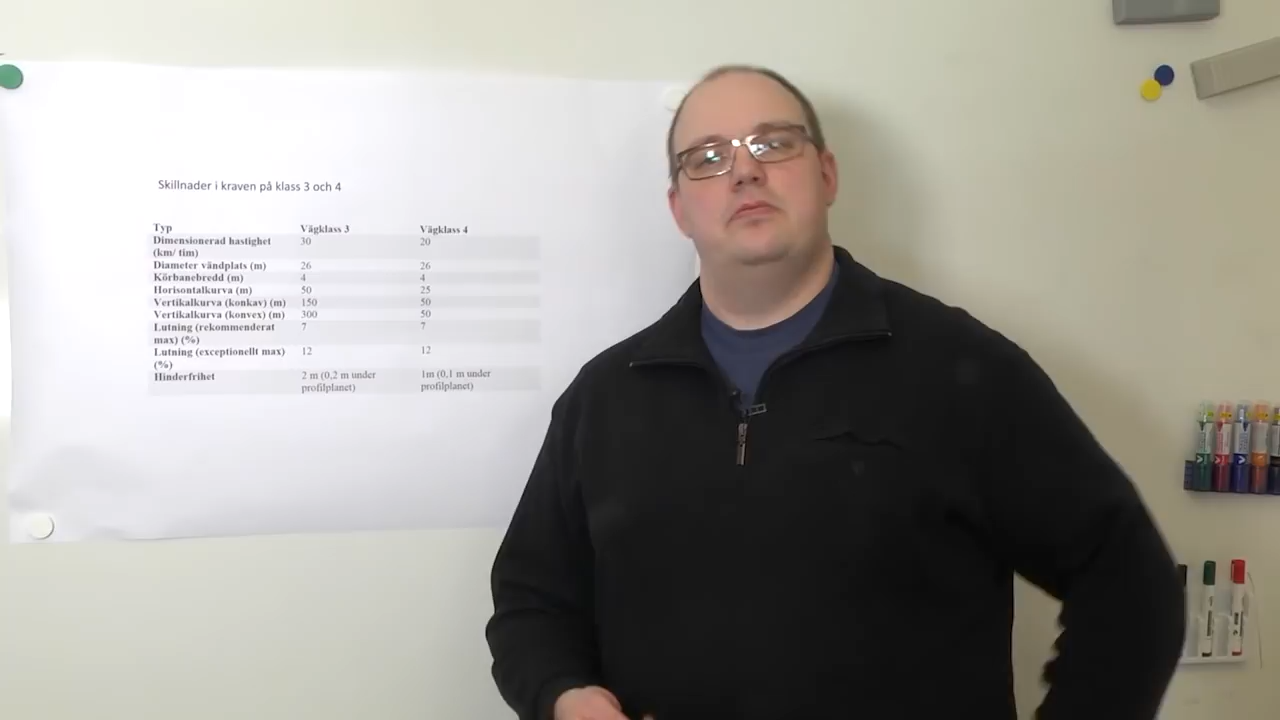 Skillnader i kraven på klass 3 och 4
Typ Vägklass 3 Vägklass 4
Dimensionerad hastighet 30 20
(km/ tim)
Diameter vändplats (m) 26 26
Körbanebredd (m) 4 4
Horisontalkurva (m) 50 25
Vertikalkurva (konkav) (m) 150 50
Vertikalkurva (konvex) (m) 300 50
Lutning (rekommenderat 7 7
max) (%)
Lutning (exceptionellt max) 12 12
(%)
Hinderfrihet 2 m (0,2 m under 1m (0,1 m under
profilplanet) profilplanet)